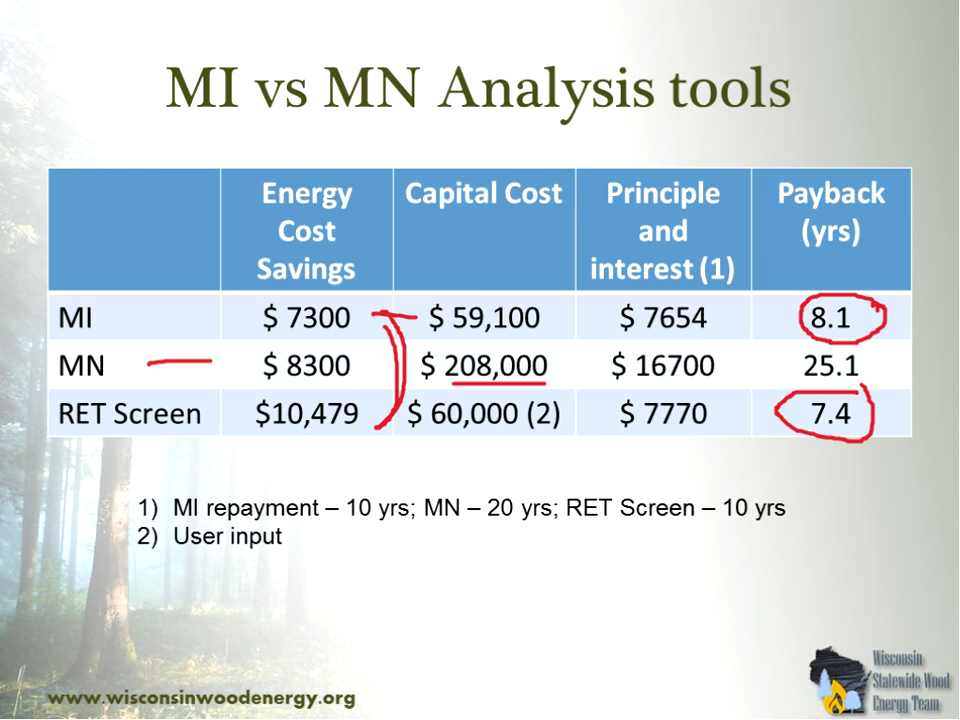 MI vs MN Analysis tools
Energy Cost Savings Capital Cost Principle and interest (1) Payback (yrs)
MI $ 7300 $ 59,100 $ 7654 8.1
MN $ 8300 $ 208,000 $ 16700 25.1
RET Screen $10,479 $ 60,000 (2) $ 7770 7.4
1) MI repayment – 10 yrs; MN – 20 yrs; RET Screen – 10 yrs
2) User input
www.wisconsinwoodenergy.org
Wisconsin
Statewide Wood
Energy Team